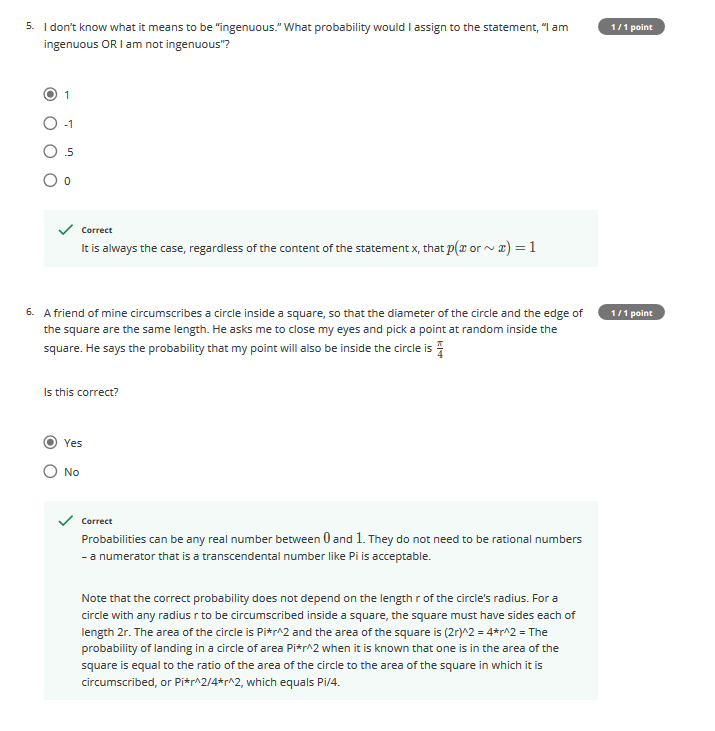 5. I don't know what it means to be "ingenuous." What probability would I assign to the statement, "I am
ingenuous OR I am not ingenuous"?
1 / 1 point
1
-1
.5
0
Correct
It is always the case, regardless of the content of the statement x, that p(x or ~ x) = 1
6. A friend of mine circumscribes a circle inside a square, so that the diameter of the circle and the edge of
the square are the same length. He asks me to close my eyes and pick a point at random inside the
square. He says the probability that my point will also be inside the circle is π/4
1 / 1 point
Is this correct?
Yes
No
Correct
Probabilities can be any real number between 0 and 1. They do not need to be rational numbers
– a numerator that is a transcendental number like Pi is acceptable.
Note that the correct probability does not depend on the length r of the circle's radius. For a
circle with any radius r to be circumscribed inside a square, the square must have sides each of
length 2r. The area of the circle is Pi*r^2 and the area of the square is (2r)^2 = 4*r^2 = The
probability of landing in a circle of area Pi*r^2 when it is known that one is in the area of the
square is equal to the ratio of the area of the circle to the area of the square in which it is
circumscribed, or Pi*r^2/4*r^2, which equals Pi/4.